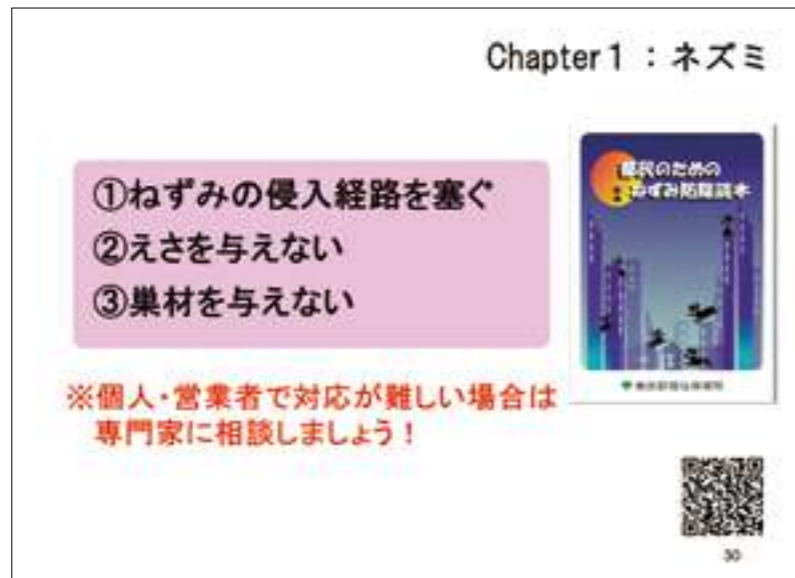 Chapter1：ネズミ
①ねずみの侵入経路を塞ぐ
②えさを与えない
③巣材を与えない
※個人・営業者で対応が難しい場合は
専門家に相談しましょう！
都民のための
ねずみ防除読本
30